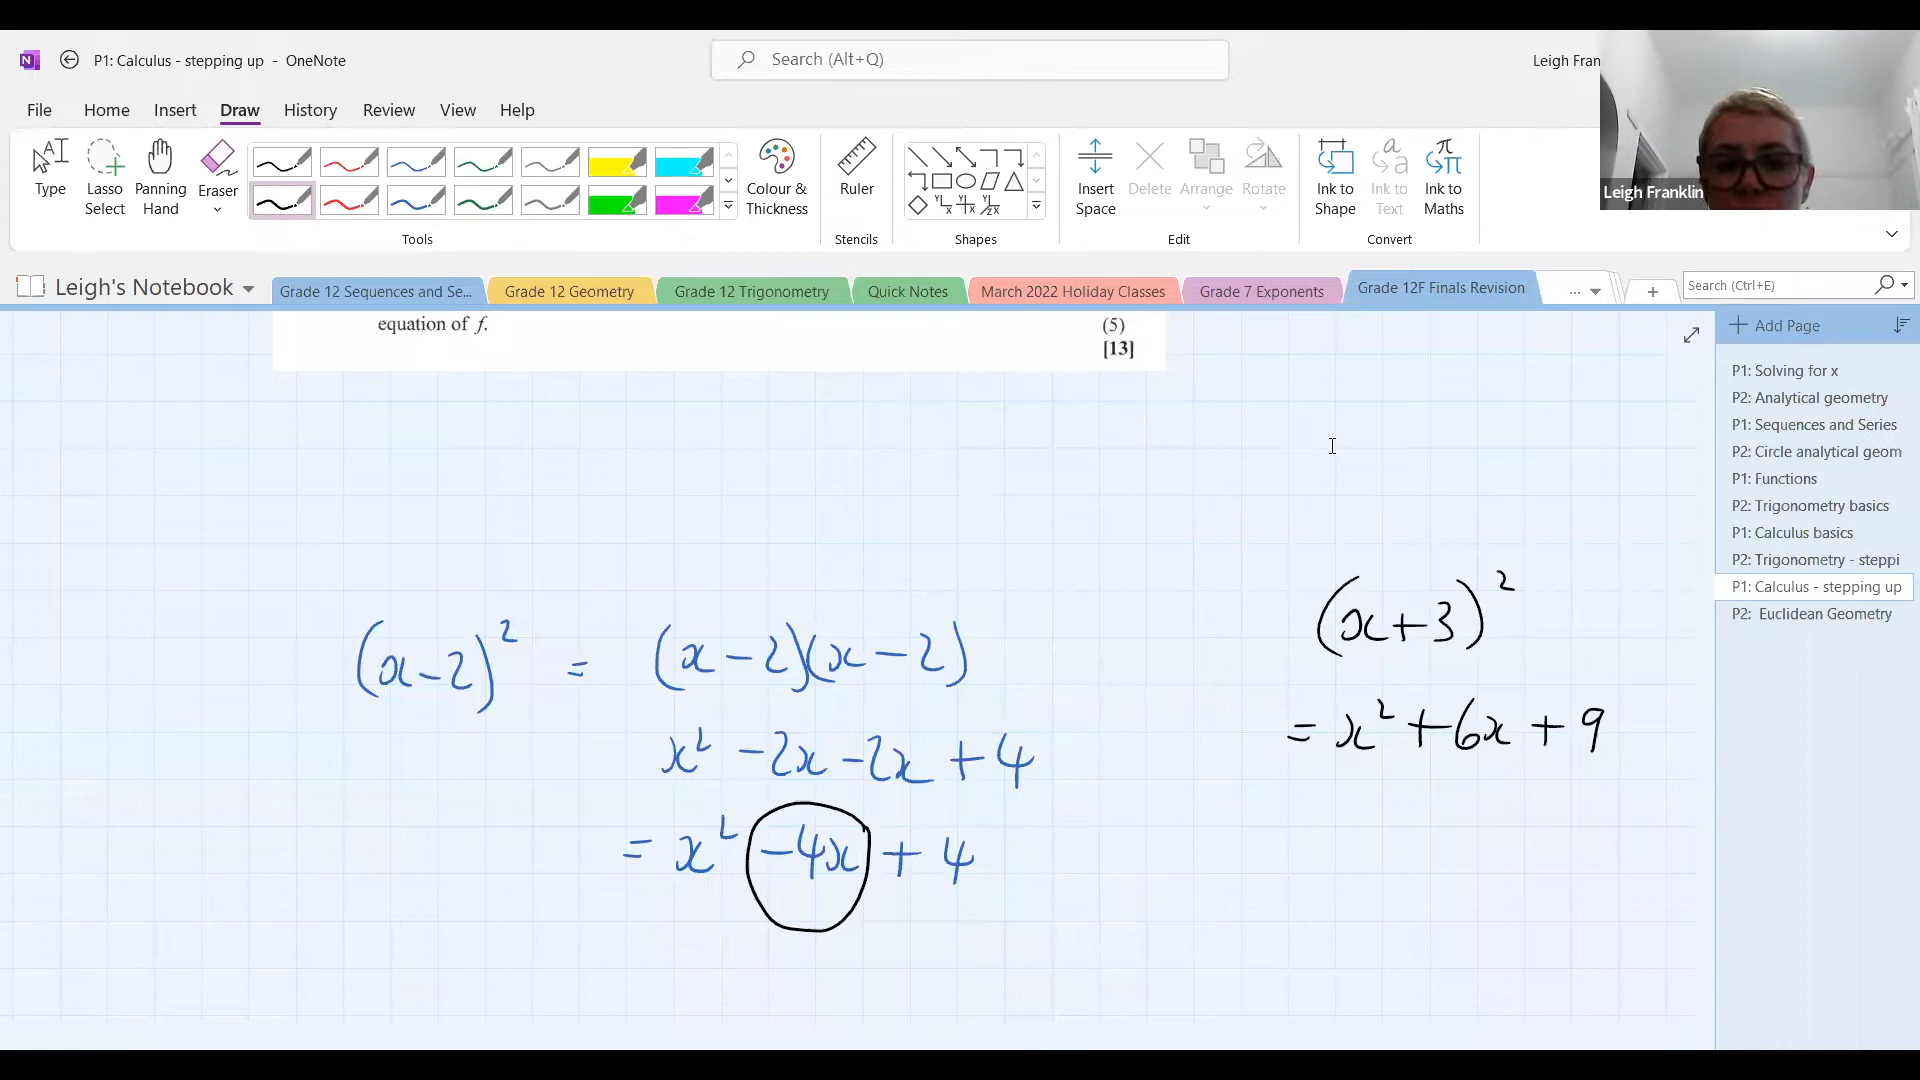 P1: Calculus - stepping up - OneNote
Search (Alt+Q)
Leigh Fran
File Home Insert Draw History Review View Help
Type
Lasso Select
Panning Hand
Eraser
Colour & Thickness
Ruler
Insert Space
Delete
Arrange
Rotate
Ink to Shape
Ink to Text
Ink to Maths
Leigh Franklin
Tools
Stencils
Shapes
Edit
Convert
Leigh's Notebook
Grade 12 Sequences and Se...
Grade 12 Geometry
Grade 12 Trigonometry
Quick Notes
March 2022 Holiday Classes
Grade 7 Exponents
Grade 12F Finals Revision
...
Search (Ctrl+E)
equation of f. (5)
[13]
(x-2)² = (x-2)(x-2)
x² -2x -2x +4
= x² -4x + 4
(x+3)²
= x² +6x + 9
Add Page
P1: Solving for x
P2: Analytical geometry
P1: Sequences and Series
P2: Circle analytical geom
P1: Functions
P2: Trigonometry basics
P1: Calculus basics
P2: Trigonometry - steppi
P1: Calculus - stepping up
P2: Euclidean Geometry